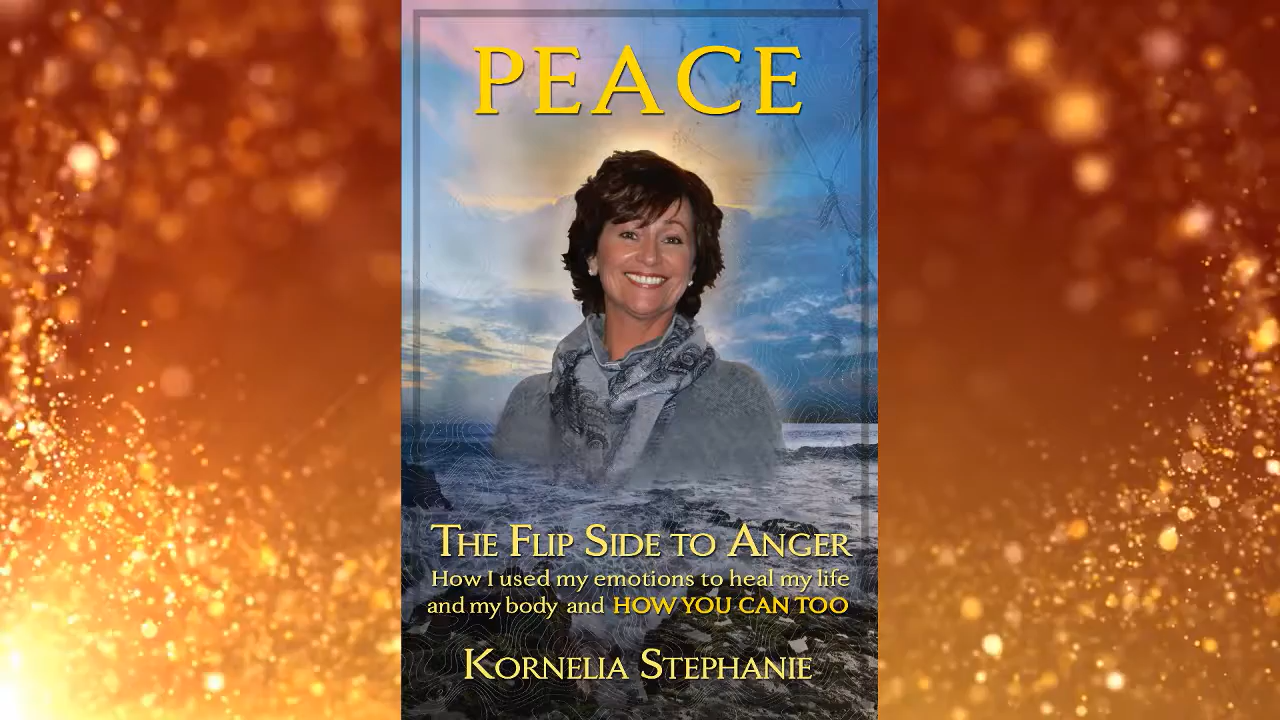 PEACE
The Flip Side to Anger
How I used my emotions to heal my life
and my body and HOW YOU CAN TOO
Kornelia Stephanie